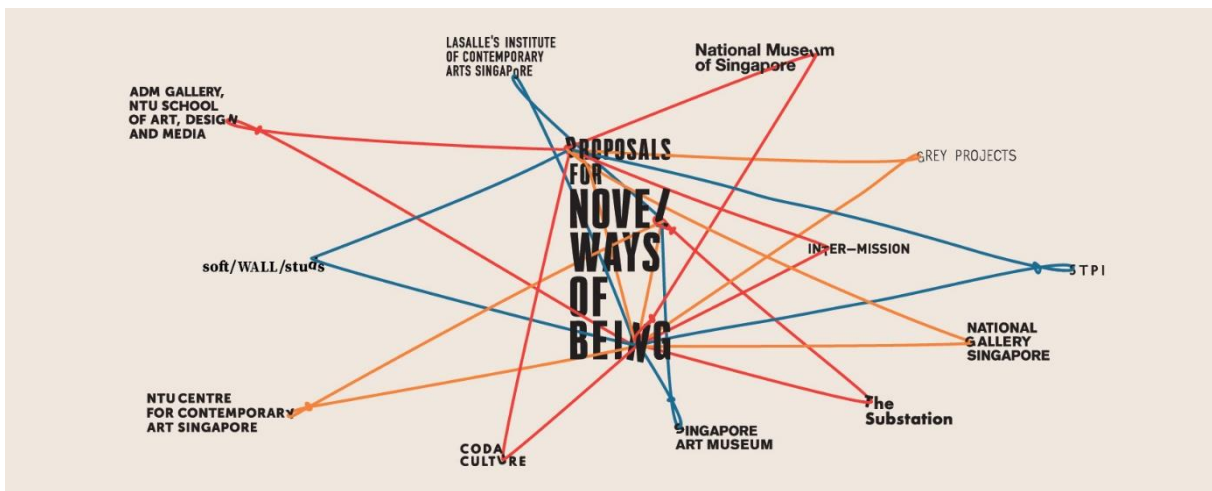 LASALLE'S INSTITUTE
OF CONTEMPORARY
ARTS SINGAPORE
National Museum
of Singapore
ADM GALLERY,
NTU SCHOOL
OF ART, DESIGN
AND MEDIA
PROPOSALS
FOR
NOVEL
WAYS
OF
BEING
GREY PROJECTS
INTER—MISSION
soft/WALL/studs
STPI
NATIONAL
GALLERY
SINGAPORE
NTU CENTRE
FOR CONTEMPORARY
ART SINGAPORE
The
Substation
SINGAPORE
ART MUSEUM
CODA
CULTURE